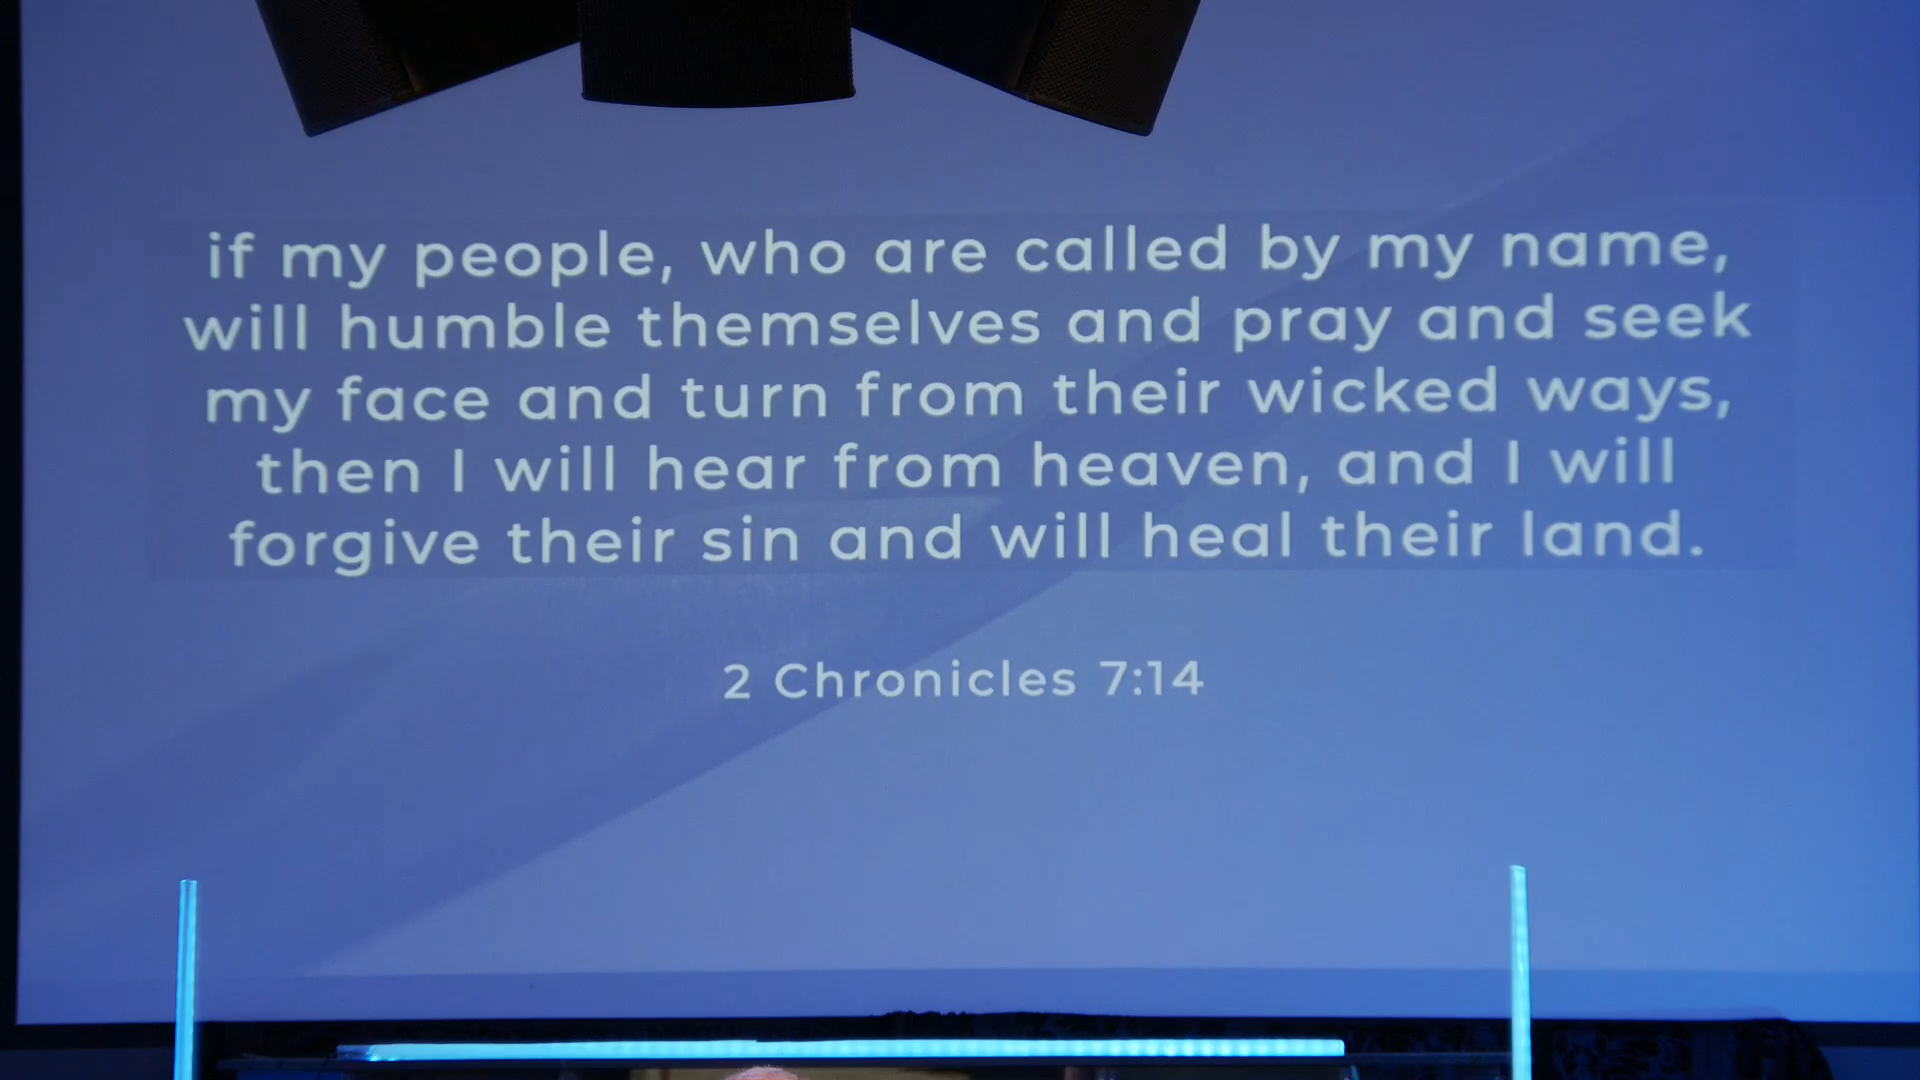 if my people, who are called by my name,
will humble themselves and pray and seek
my face and turn from their wicked ways,
then I will hear from heaven, and I will
forgive their sin and will heal their land.
2 Chronicles 7:14